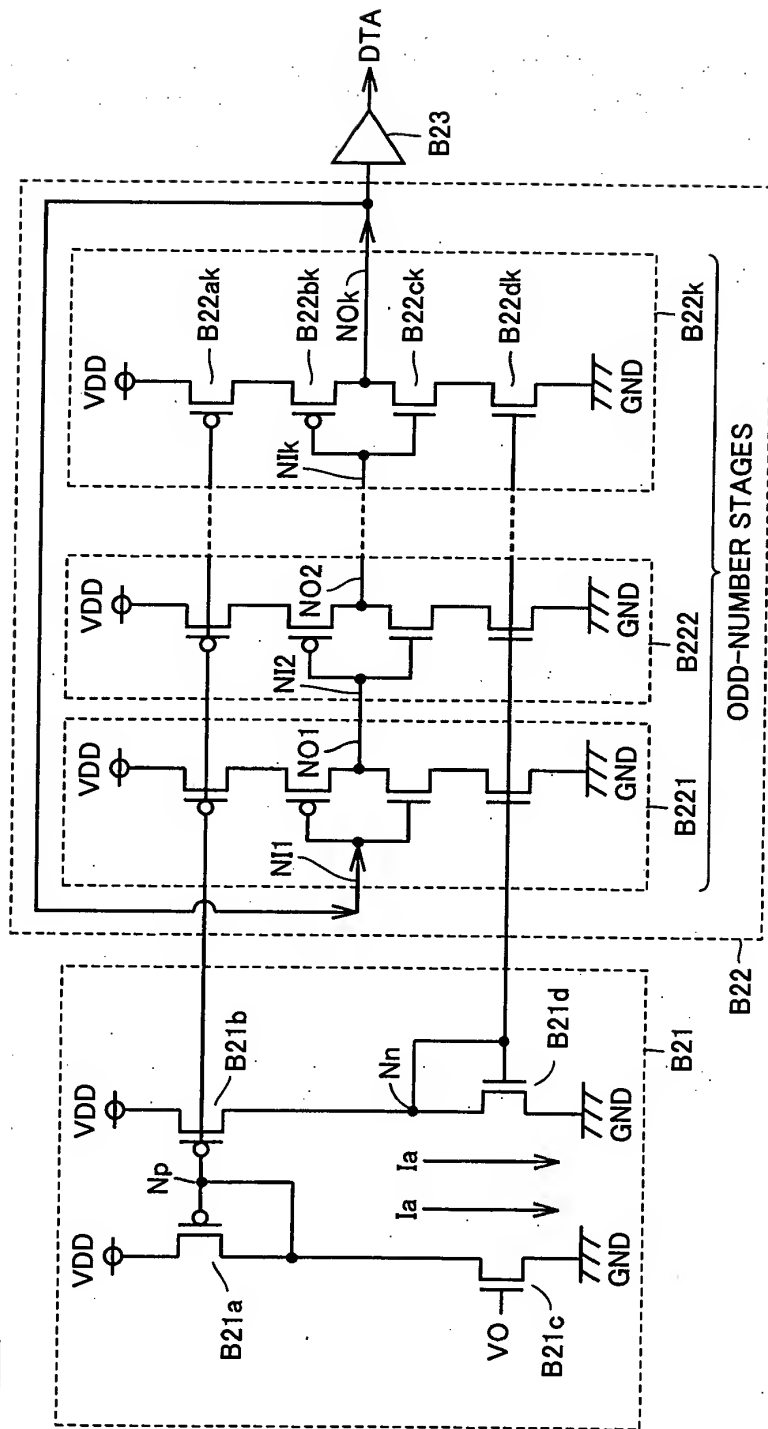 VDD
VDD
Np
B21a
B21b
Ia
Ia
Nn
VO
B21c
B21d
GND
GND
B21
VDD
VDD
VDD
NI1
NO1
NI2
NO2
NIk
NOk
B22ak
B22bk
B22ck
B22dk
GND
GND
GND
B221
B222
B22k
ODD-NUMBER STAGES
B22
B23
DTA